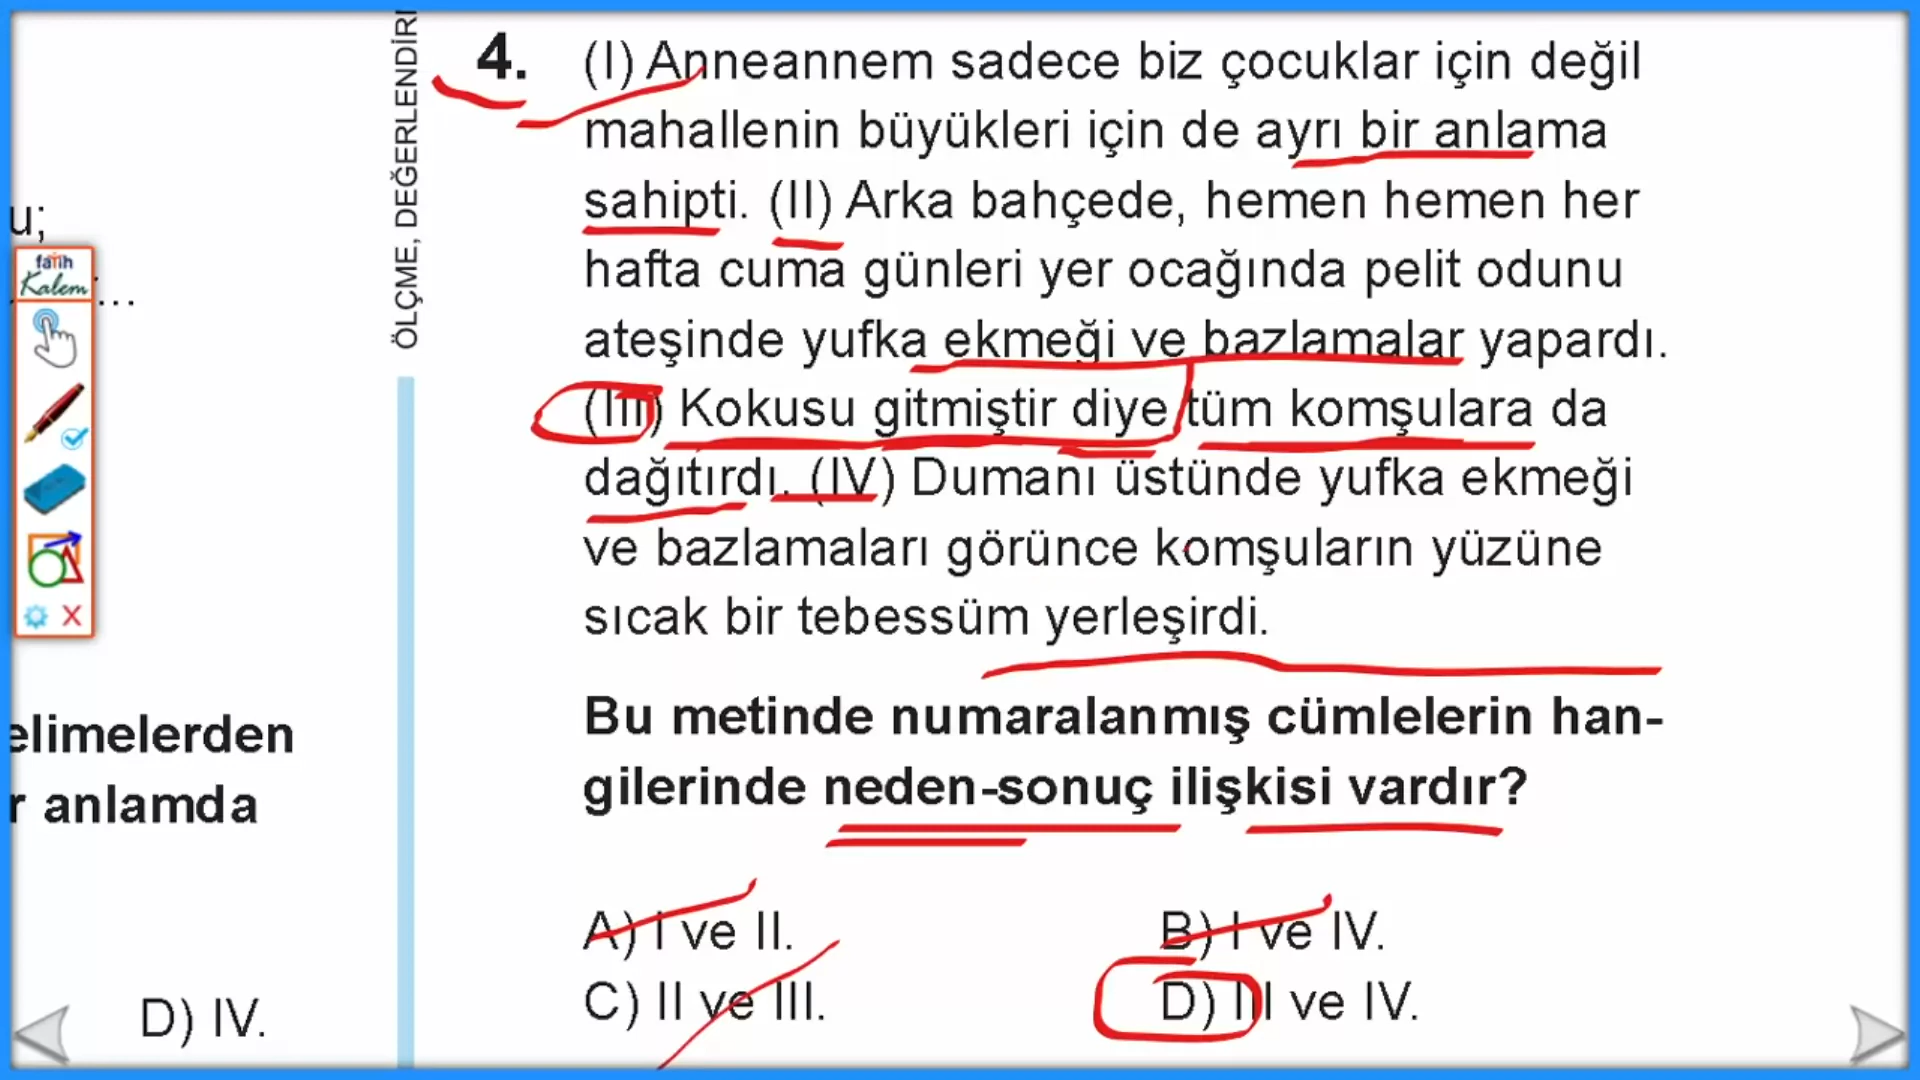 u;
fatih
Kalem
...
elimelerden
r anlamda
D) IV.
ÖLÇME, DEĞERLENDİRİ
4. (I) Anneannem sadece biz çocuklar için değil
mahallenin büyükleri için de ayrı bir anlama
sahipti. (II) Arka bahçede, hemen hemen her
hafta cuma günleri yer ocağında pelit odunu
ateşinde yufka ekmeği ve bazlamalar yapardı.
(III) Kokusu gitmiştir diye tüm komşulara da
dağıtırdı. (IV) Dumanı üstünde yufka ekmeği
ve bazlamaları görünce komşuların yüzüne
sıcak bir tebessüm yerleşirdi.
Bu metinde numaralanmış cümlelerin han-
gilerinde neden-sonuç ilişkisi vardır?
A) I ve II. B) I ve IV.
C) II ve III. D) III ve IV.